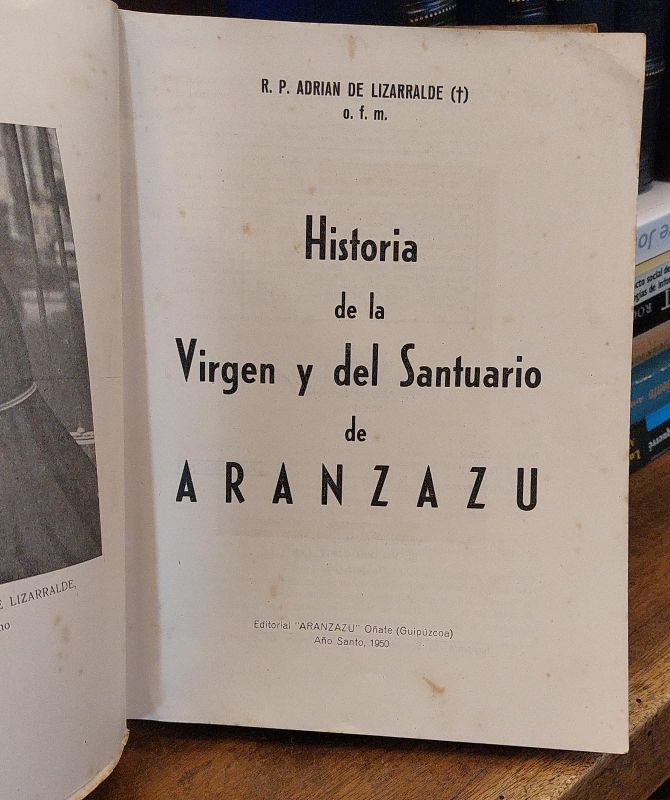 R. P. ADRIAN DE LIZARRALDE (†)
o. f. m.
Historia
de la
Virgen y del Santuario
de
ARANZAZU
Editorial "ARANZAZU" Oñate (Guipúzcoa)
Año Santo, 1950
LIZARRALDE,